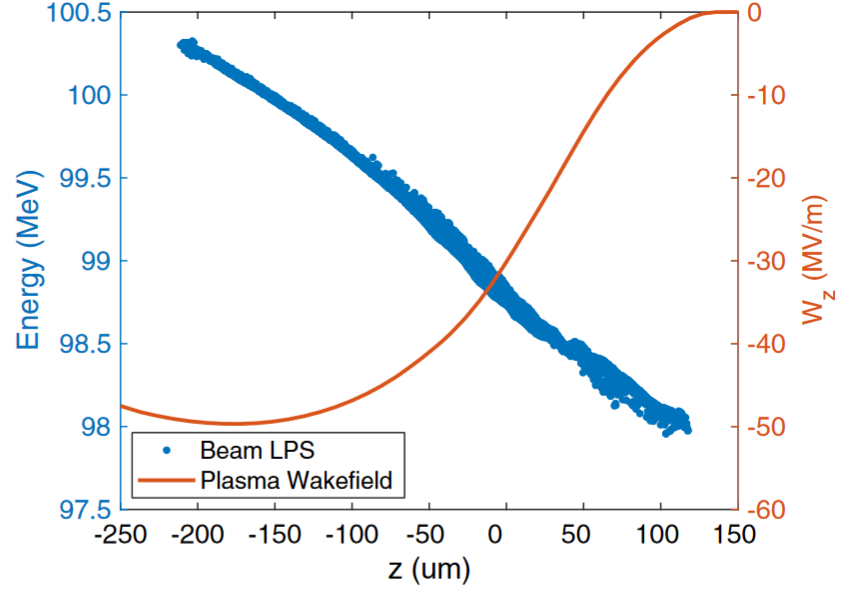 100.5
100
99.5
99
98.5
98
97.5
Energy (MeV)
0
-10
-20
-30
-40
-50
-60
W_z (MV/m)
Beam LPS
Plasma Wakefield
-250 -200 -150 -100 -50 0 50 100 150
z (um)